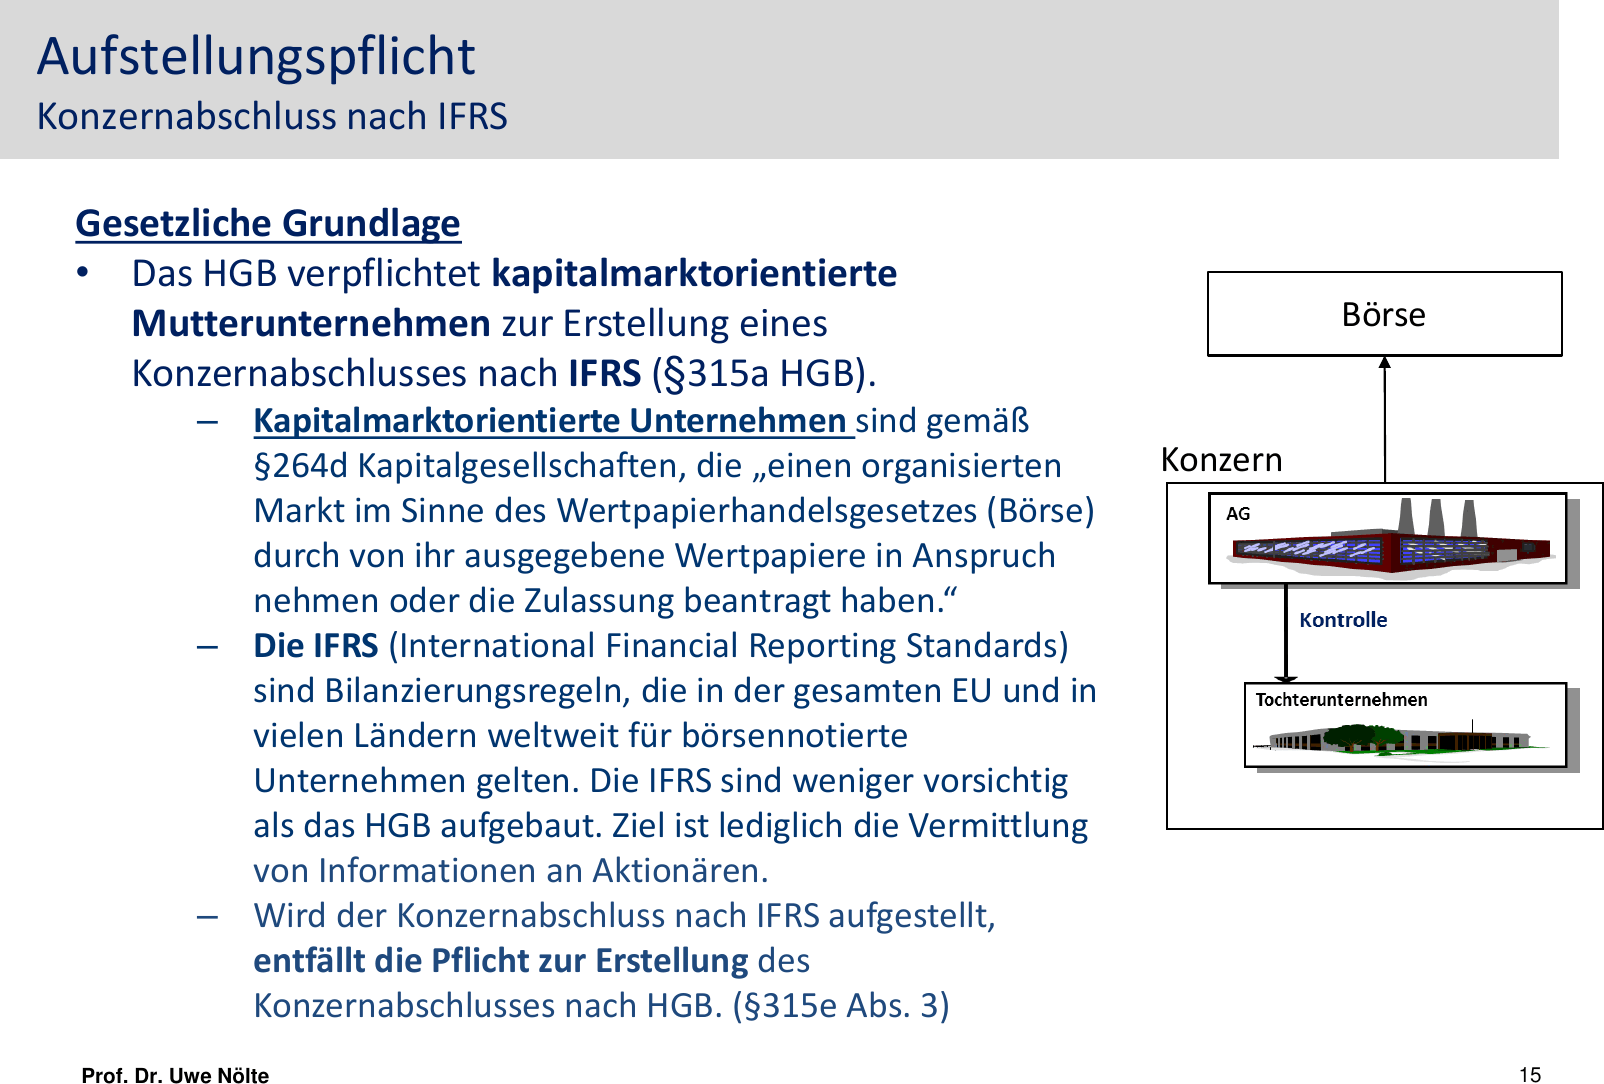 Aufstellungspflicht
Konzernabschluss nach IFRS
Gesetzliche Grundlage
• Das HGB verpflichtet kapitalmarktorientierte
Mutterunternehmen zur Erstellung eines
Konzernabschlusses nach IFRS (§315a HGB).
– Kapitalmarktorientierte Unternehmen sind gemäß
§264d Kapitalgesellschaften, die „einen organisierten
Markt im Sinne des Wertpapierhandelsgesetzes (Börse)
durch von ihr ausgegebene Wertpapiere in Anspruch
nehmen oder die Zulassung beantragt haben.“
– Die IFRS (International Financial Reporting Standards)
sind Bilanzierungsregeln, die in der gesamten EU und in
vielen Ländern weltweit für börsennotierte
Unternehmen gelten. Die IFRS sind weniger vorsichtig
als das HGB aufgebaut. Ziel ist lediglich die Vermittlung
von Informationen an Aktionären.
– Wird der Konzernabschluss nach IFRS aufgestellt,
entfällt die Pflicht zur Erstellung des
Konzernabschlusses nach HGB. (§315e Abs. 3)
Börse
Konzern
AG
Kontrolle
Tochterunternehmen
Prof. Dr. Uwe Nölte
15